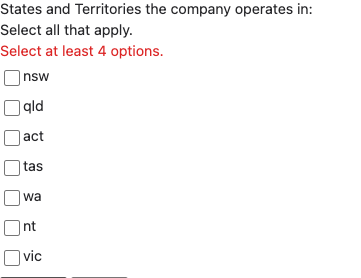 States and Territories the company operates in:
Select all that apply.
Select at least 4 options.
nsw
qld
act
tas
wa
nt
vic